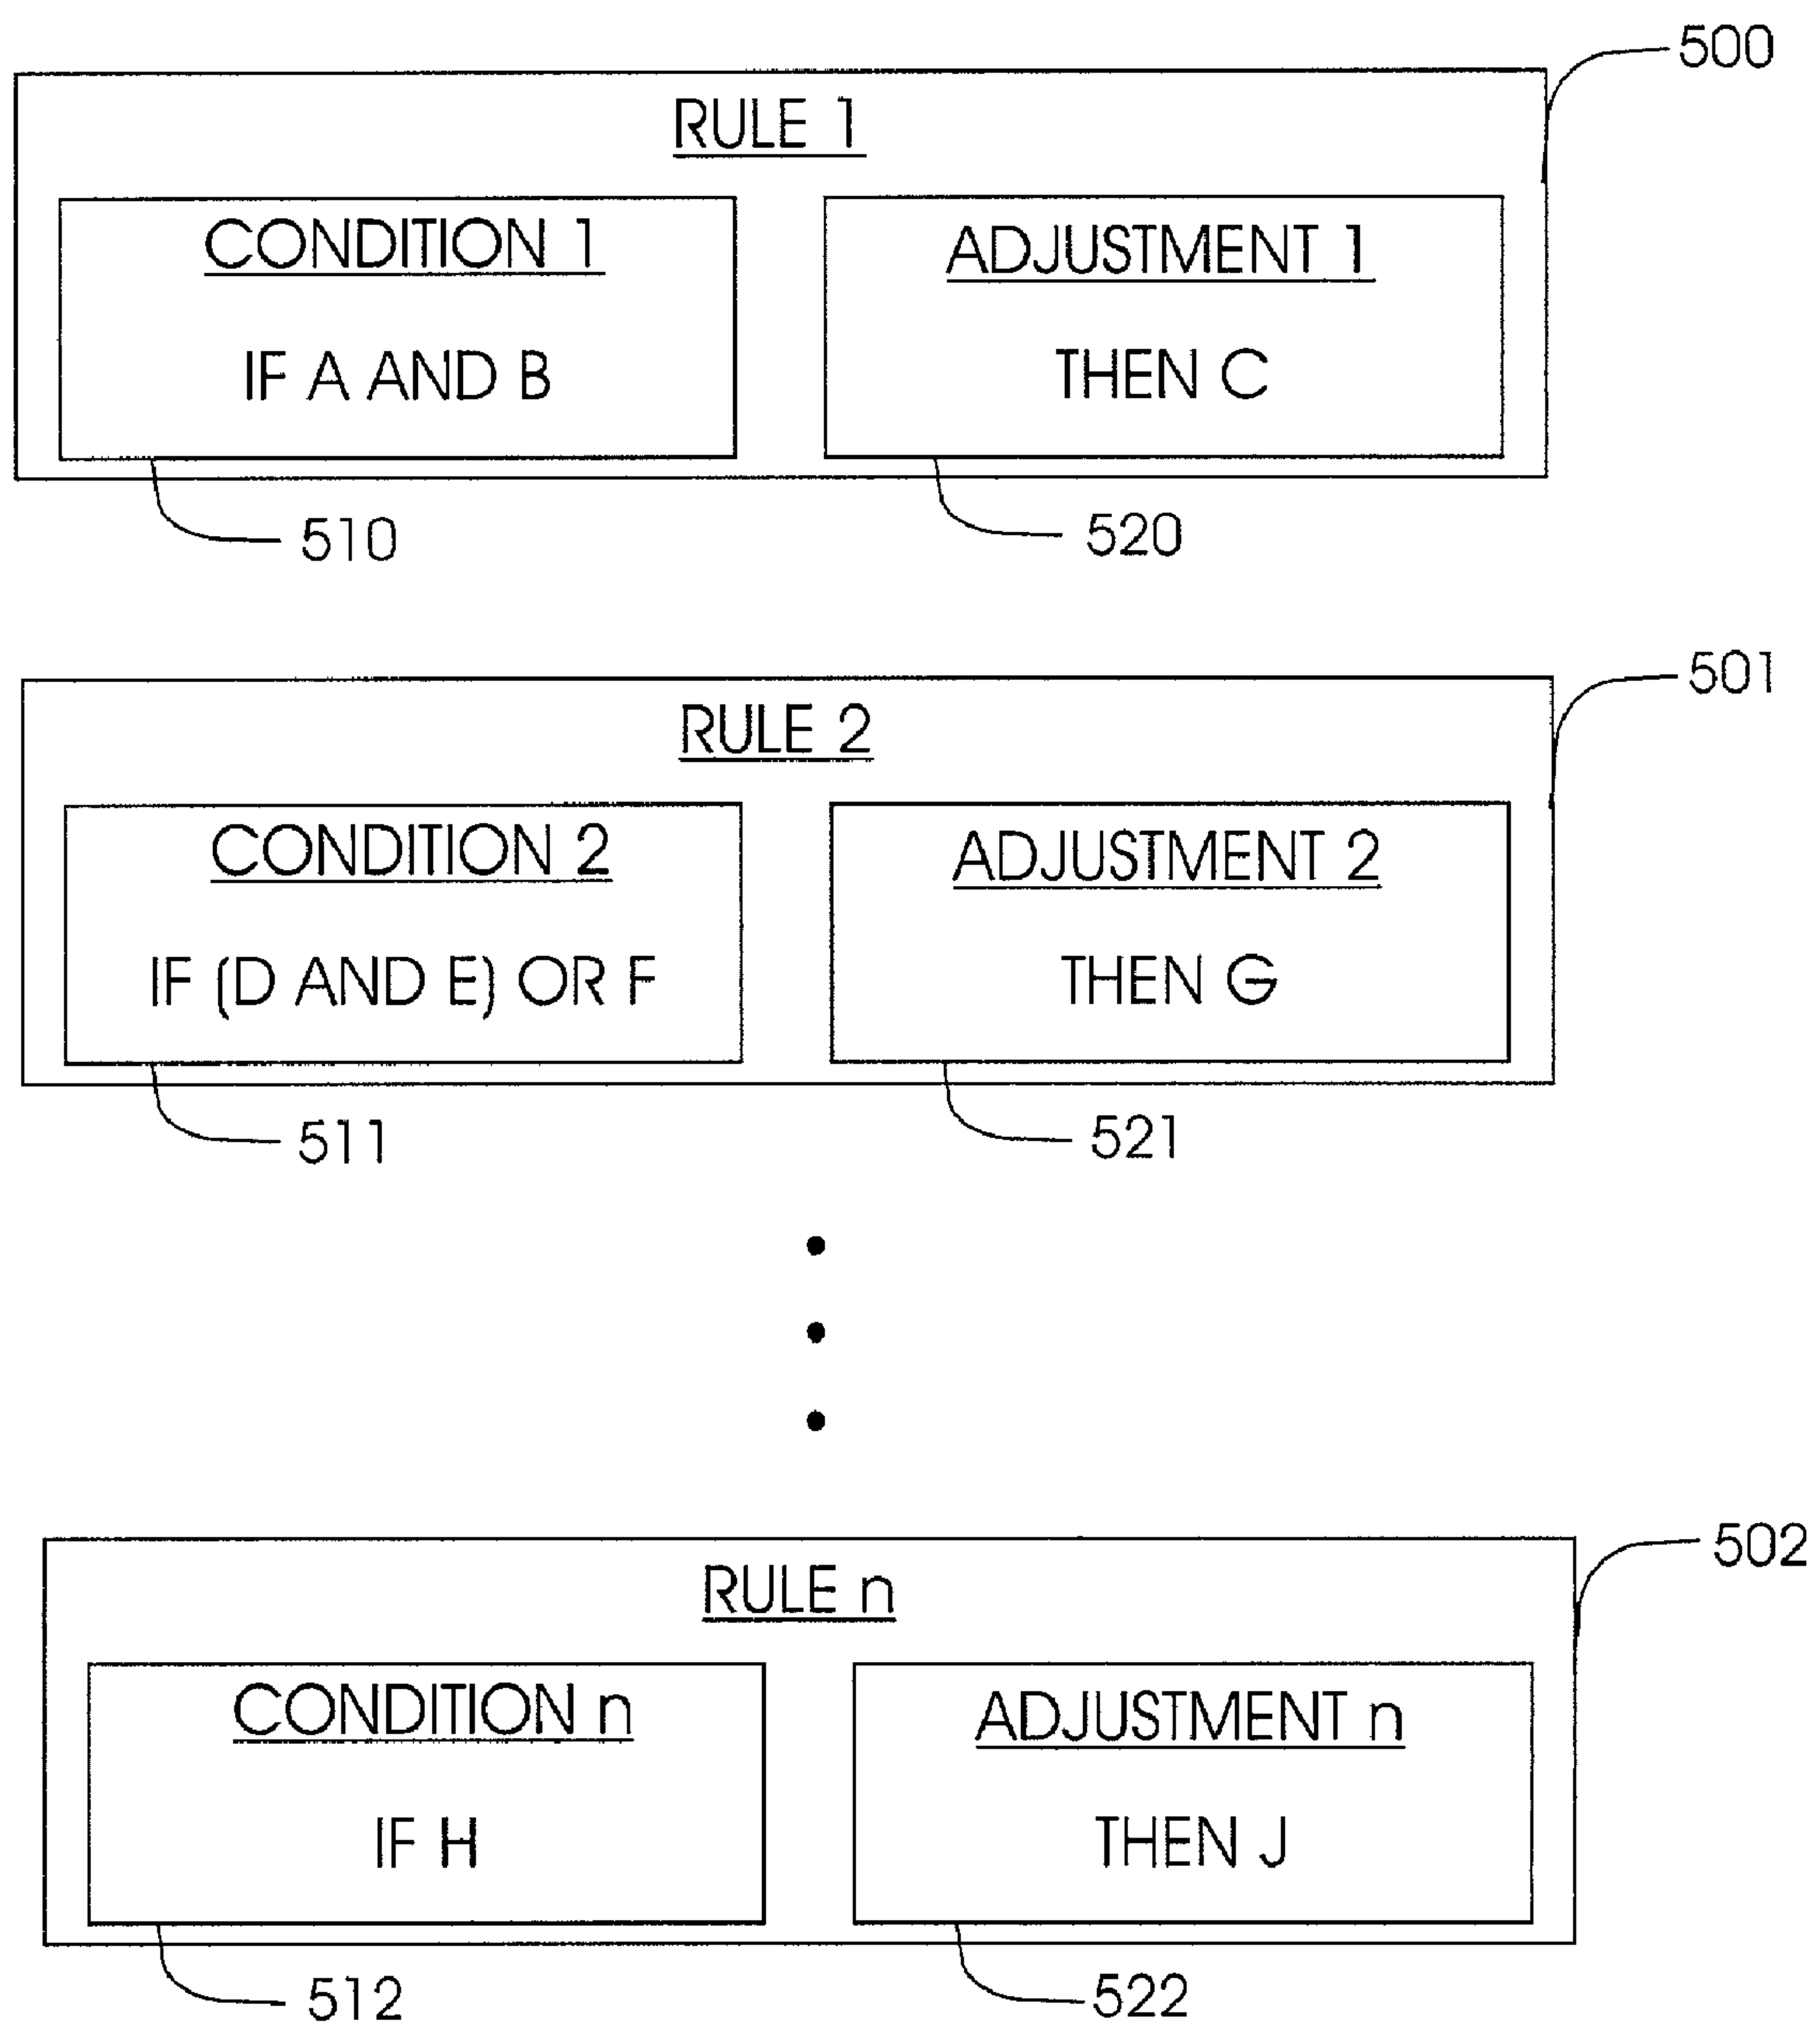 500
RULE 1
CONDITION 1
ADJUSTMENT 1
IF A AND B
THEN C
510
520
501
RULE 2
CONDITION 2
ADJUSTMENT 2
IF (D AND E) OR F
THEN G
511
521
502
RULE n
CONDITION n
ADJUSTMENT n
IF H
THEN J
512
522